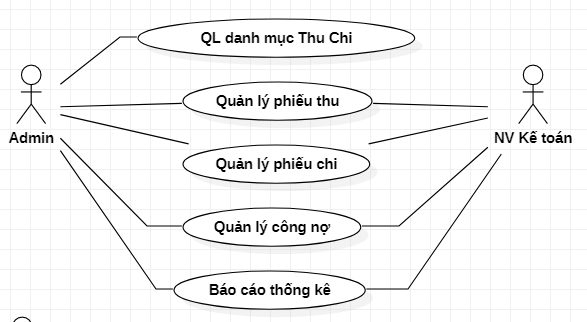 QL danh mục Thu Chi
Quản lý phiếu thu
Admin
NV Kế toán
Quản lý phiếu chi
Quản lý công nợ
Báo cáo thống kê